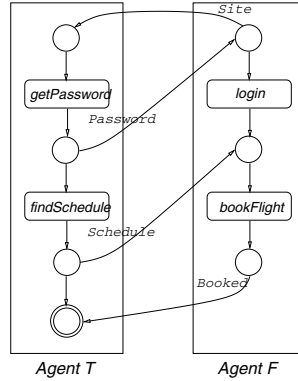 Site
getPassword
login
Password
findSchedule
bookFlight
Schedule
Booked
Agent T
Agent F